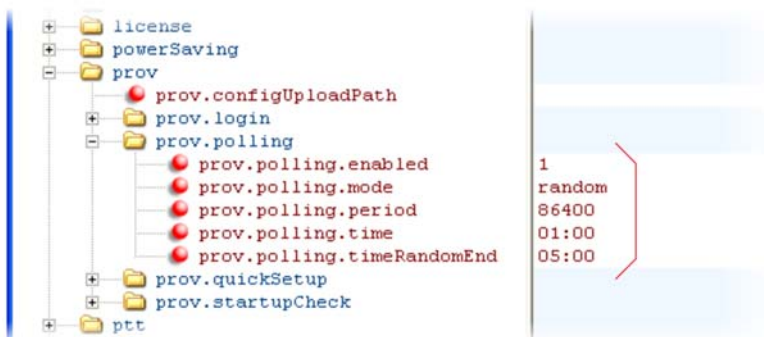 license
powerSaving
prov
prov.configUploadPath
prov.login
prov.polling
prov.polling.enabled 1
prov.polling.mode random
prov.polling.period 86400
prov.polling.time 01:00
prov.polling.timeRandomEnd 05:00
prov.quickSetup
prov.startupCheck
ptt